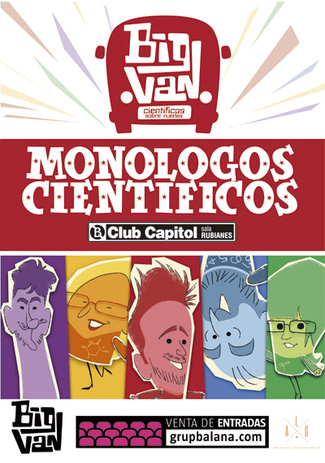 Big
Van
científicos
sobre ruedas
MONOLOGOS
CIENTIFICOS
B Club Capitol sala
RUBIANES
Big
Van
VENTA DE ENTRADAS
grupbalana.com
A L G